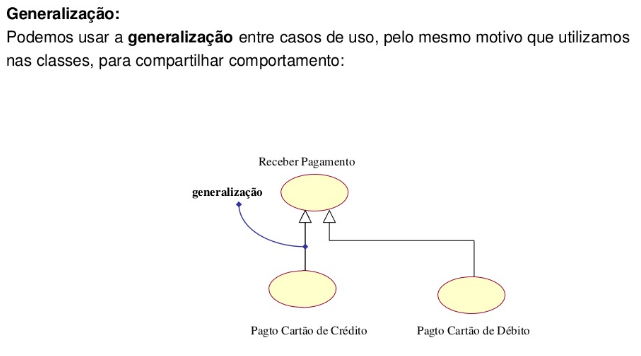 Generalização:
Podemos usar a generalização entre casos de uso, pelo mesmo motivo que utilizamos
nas classes, para compartilhar comportamento:
Receber Pagamento
generalização
Pagto Cartão de Crédito
Pagto Cartão de Débito